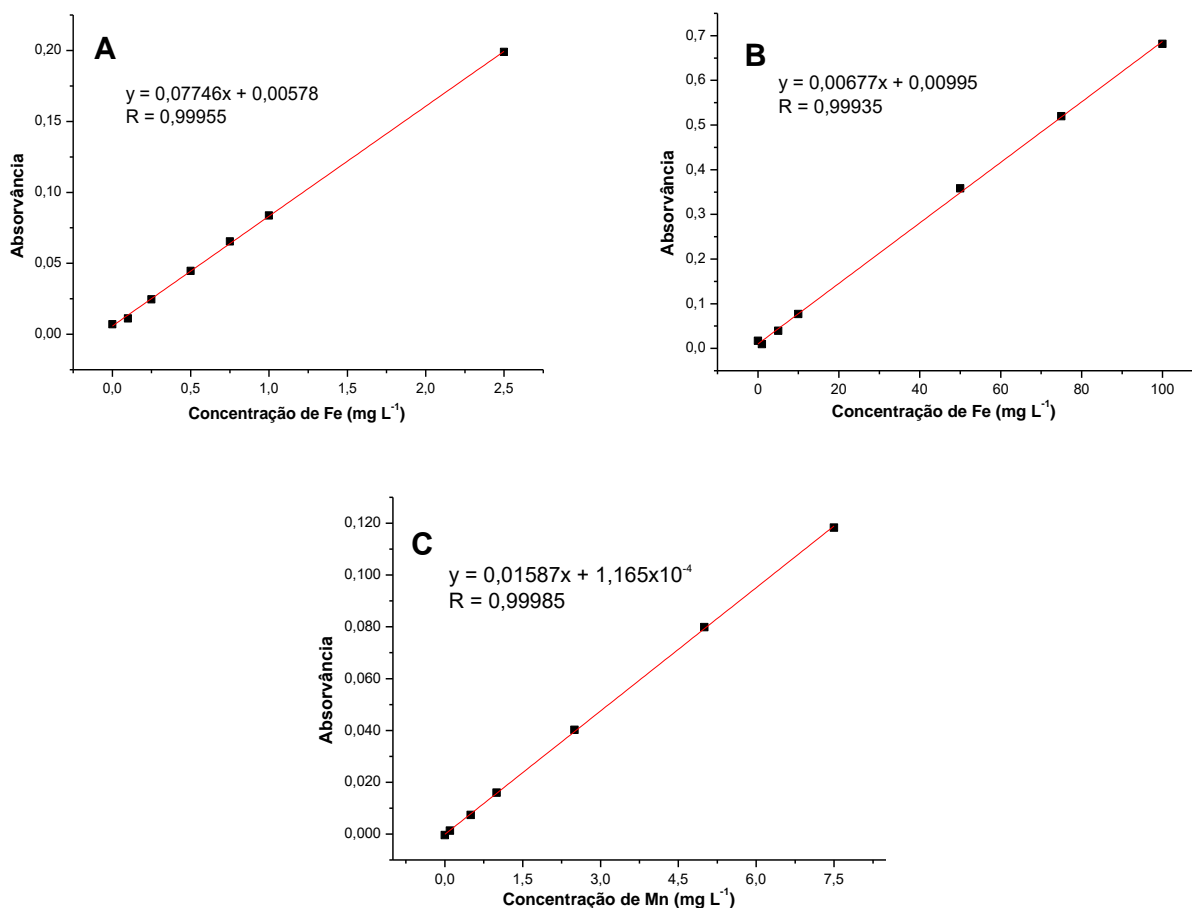 A
y = 0,07746x + 0,00578
R = 0,99955
0,20
0,15
0,10
0,05
0,00
Absorvância
0,0 0,5 1,0 1,5 2,0 2,5
Concentração de Fe (mg L⁻¹)
B
y = 0,00677x + 0,00995
R = 0,99935
0,7
0,6
0,5
0,4
0,3
0,2
0,1
0,0
Absorvância
0 20 40 60 80 100
Concentração de Fe (mg L⁻¹)
C
y = 0,01587x + 1,165x10⁻⁴
R = 0,99985
0,120
0,100
0,080
0,060
0,040
0,020
0,000
Absorvância
0,0 1,5 3,0 4,5 6,0 7,5
Concentração de Mn (mg L⁻¹)